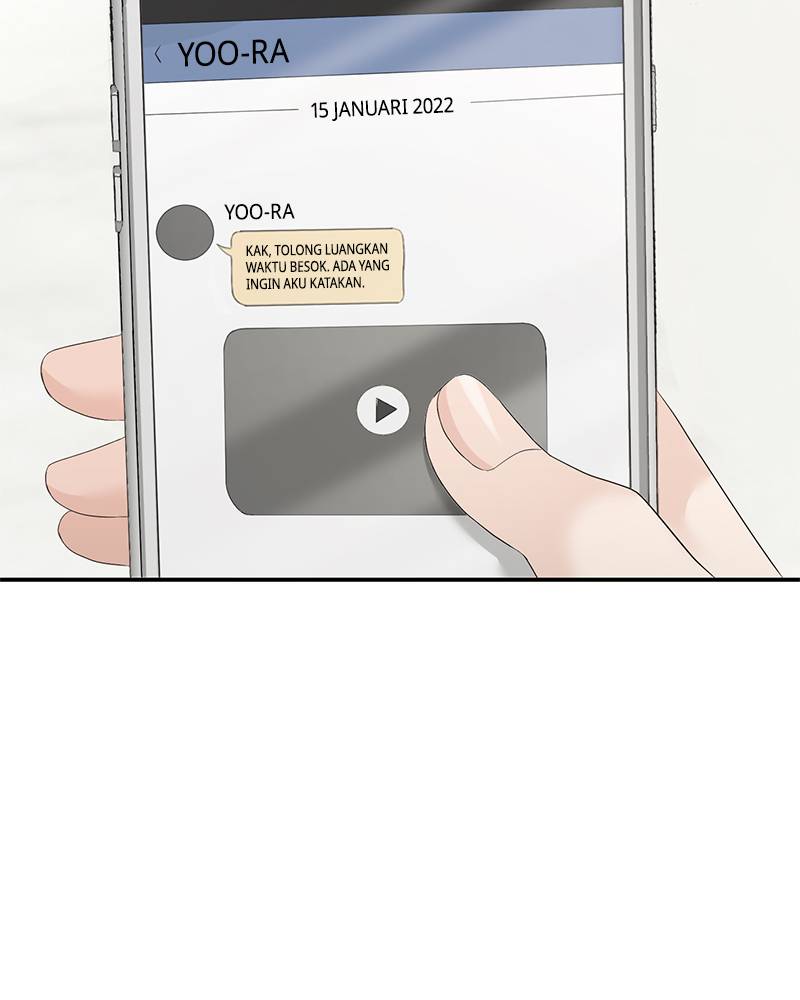 YOO-RA
15 JANUARI 2022
YOO-RA
KAK, TOLONG LUANGKAN
WAKTU BESOK. ADA YANG
INGIN AKU KATAKAN.